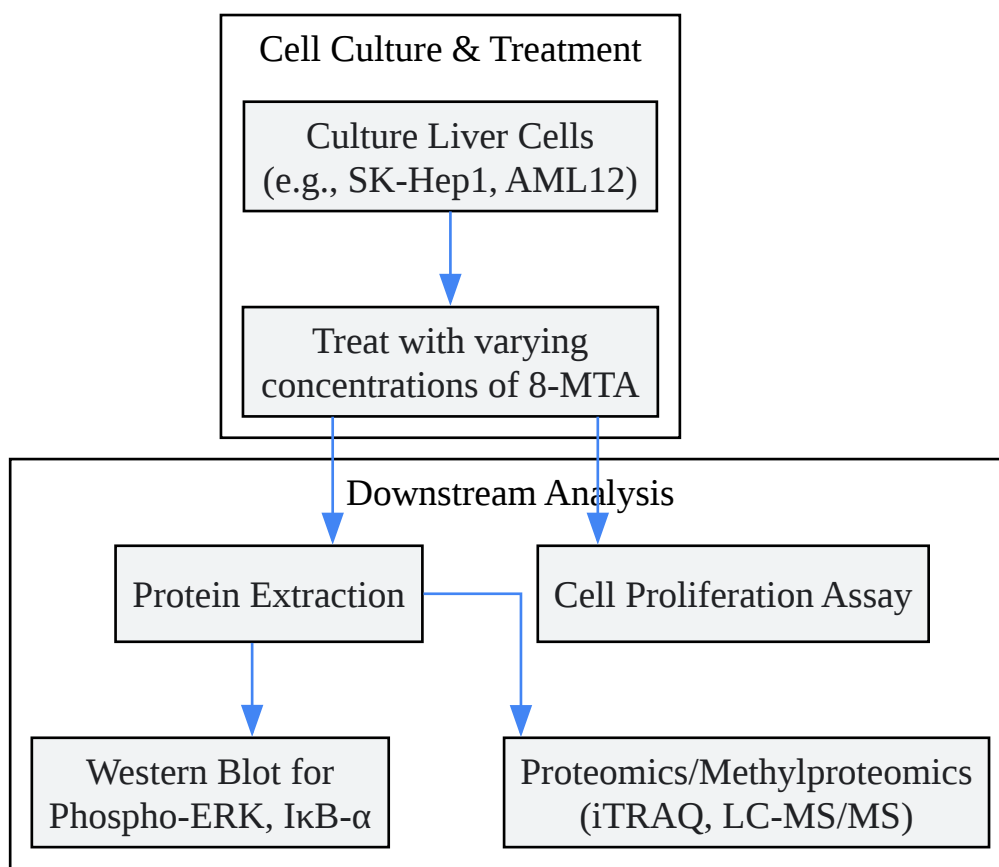 Cell Culture & Treatment
Culture Liver Cells
(e.g., SK-Hep1, AML12)
Treat with varying
concentrations of 8-MTA
Downstream Analysis
Protein Extraction
Cell Proliferation Assay
Western Blot for
Phospho-ERK, IκB-α
Proteomics/Methylproteomics
(iTRAQ, LC-MS/MS)